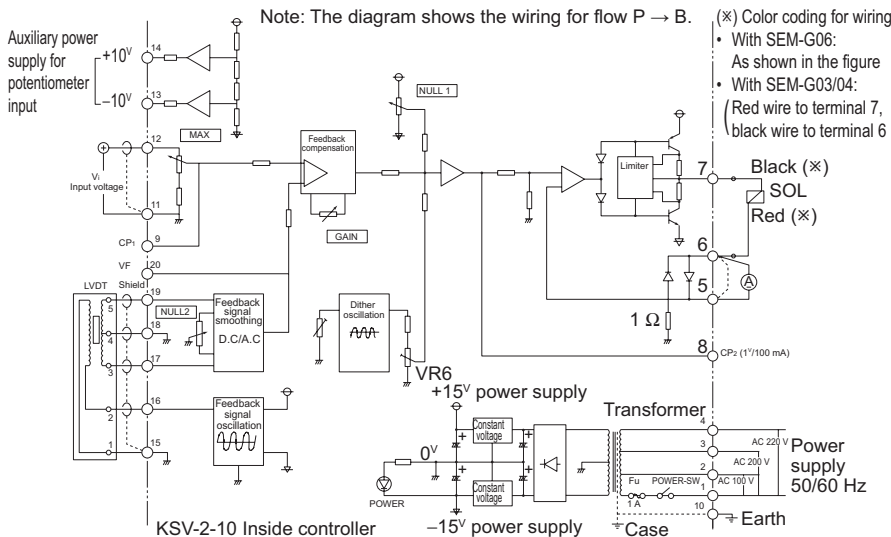 Note: The diagram shows the wiring for flow P → B.
(※) Color coding for wiring
• With SEM-G06:
As shown in the figure
• With SEM-G03/04:
(Red wire to terminal 7,
black wire to terminal 6
Auxiliary power
supply for
potentiometer
input
+10V
−10V
14
13
MAX
12
Vi
Input voltage
11
9
CP1
20
VF
Feedback
compensation
GAIN
NULL 1
Limiter
7
Black (※)
SOL
Red (※)
6
5
A
1 Ω
8
CP2 (1V/100 mA)
LVDT
Shield
19
5
18
4
17
3
16
2
15
1
NULL2
Feedback
signal
smoothing
D.C/A.C
Feedback
signal
oscillation
Dither
oscillation
VR6
+15V power supply
Constant
voltage
0V
POWER
Constant
voltage
−15V power supply
Transformer
4
3
2
1
10
Fu
1 A
POWER-SW
AC 220 V
AC 200 V
AC 100 V
Power
supply
50/60 Hz
Case
Earth
KSV-2-10 Inside controller